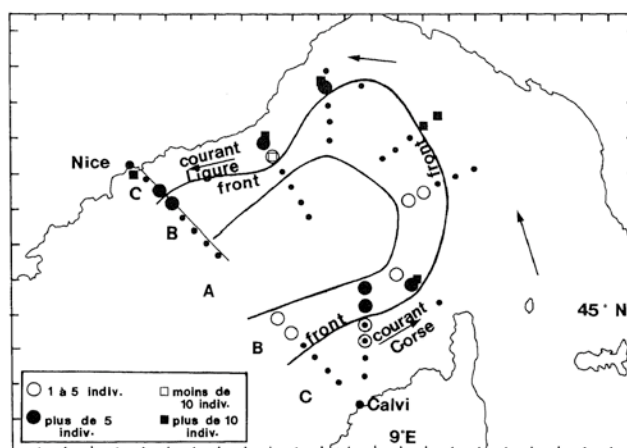 Nice
courant
Ligure
front
C
B
A
front
45° N
B
front
courant
Corse
C
Calvi
9°E
1 à 5 indiv.
moins de
10 indiv.
plus de 5
indiv.
plus de 10
indiv.